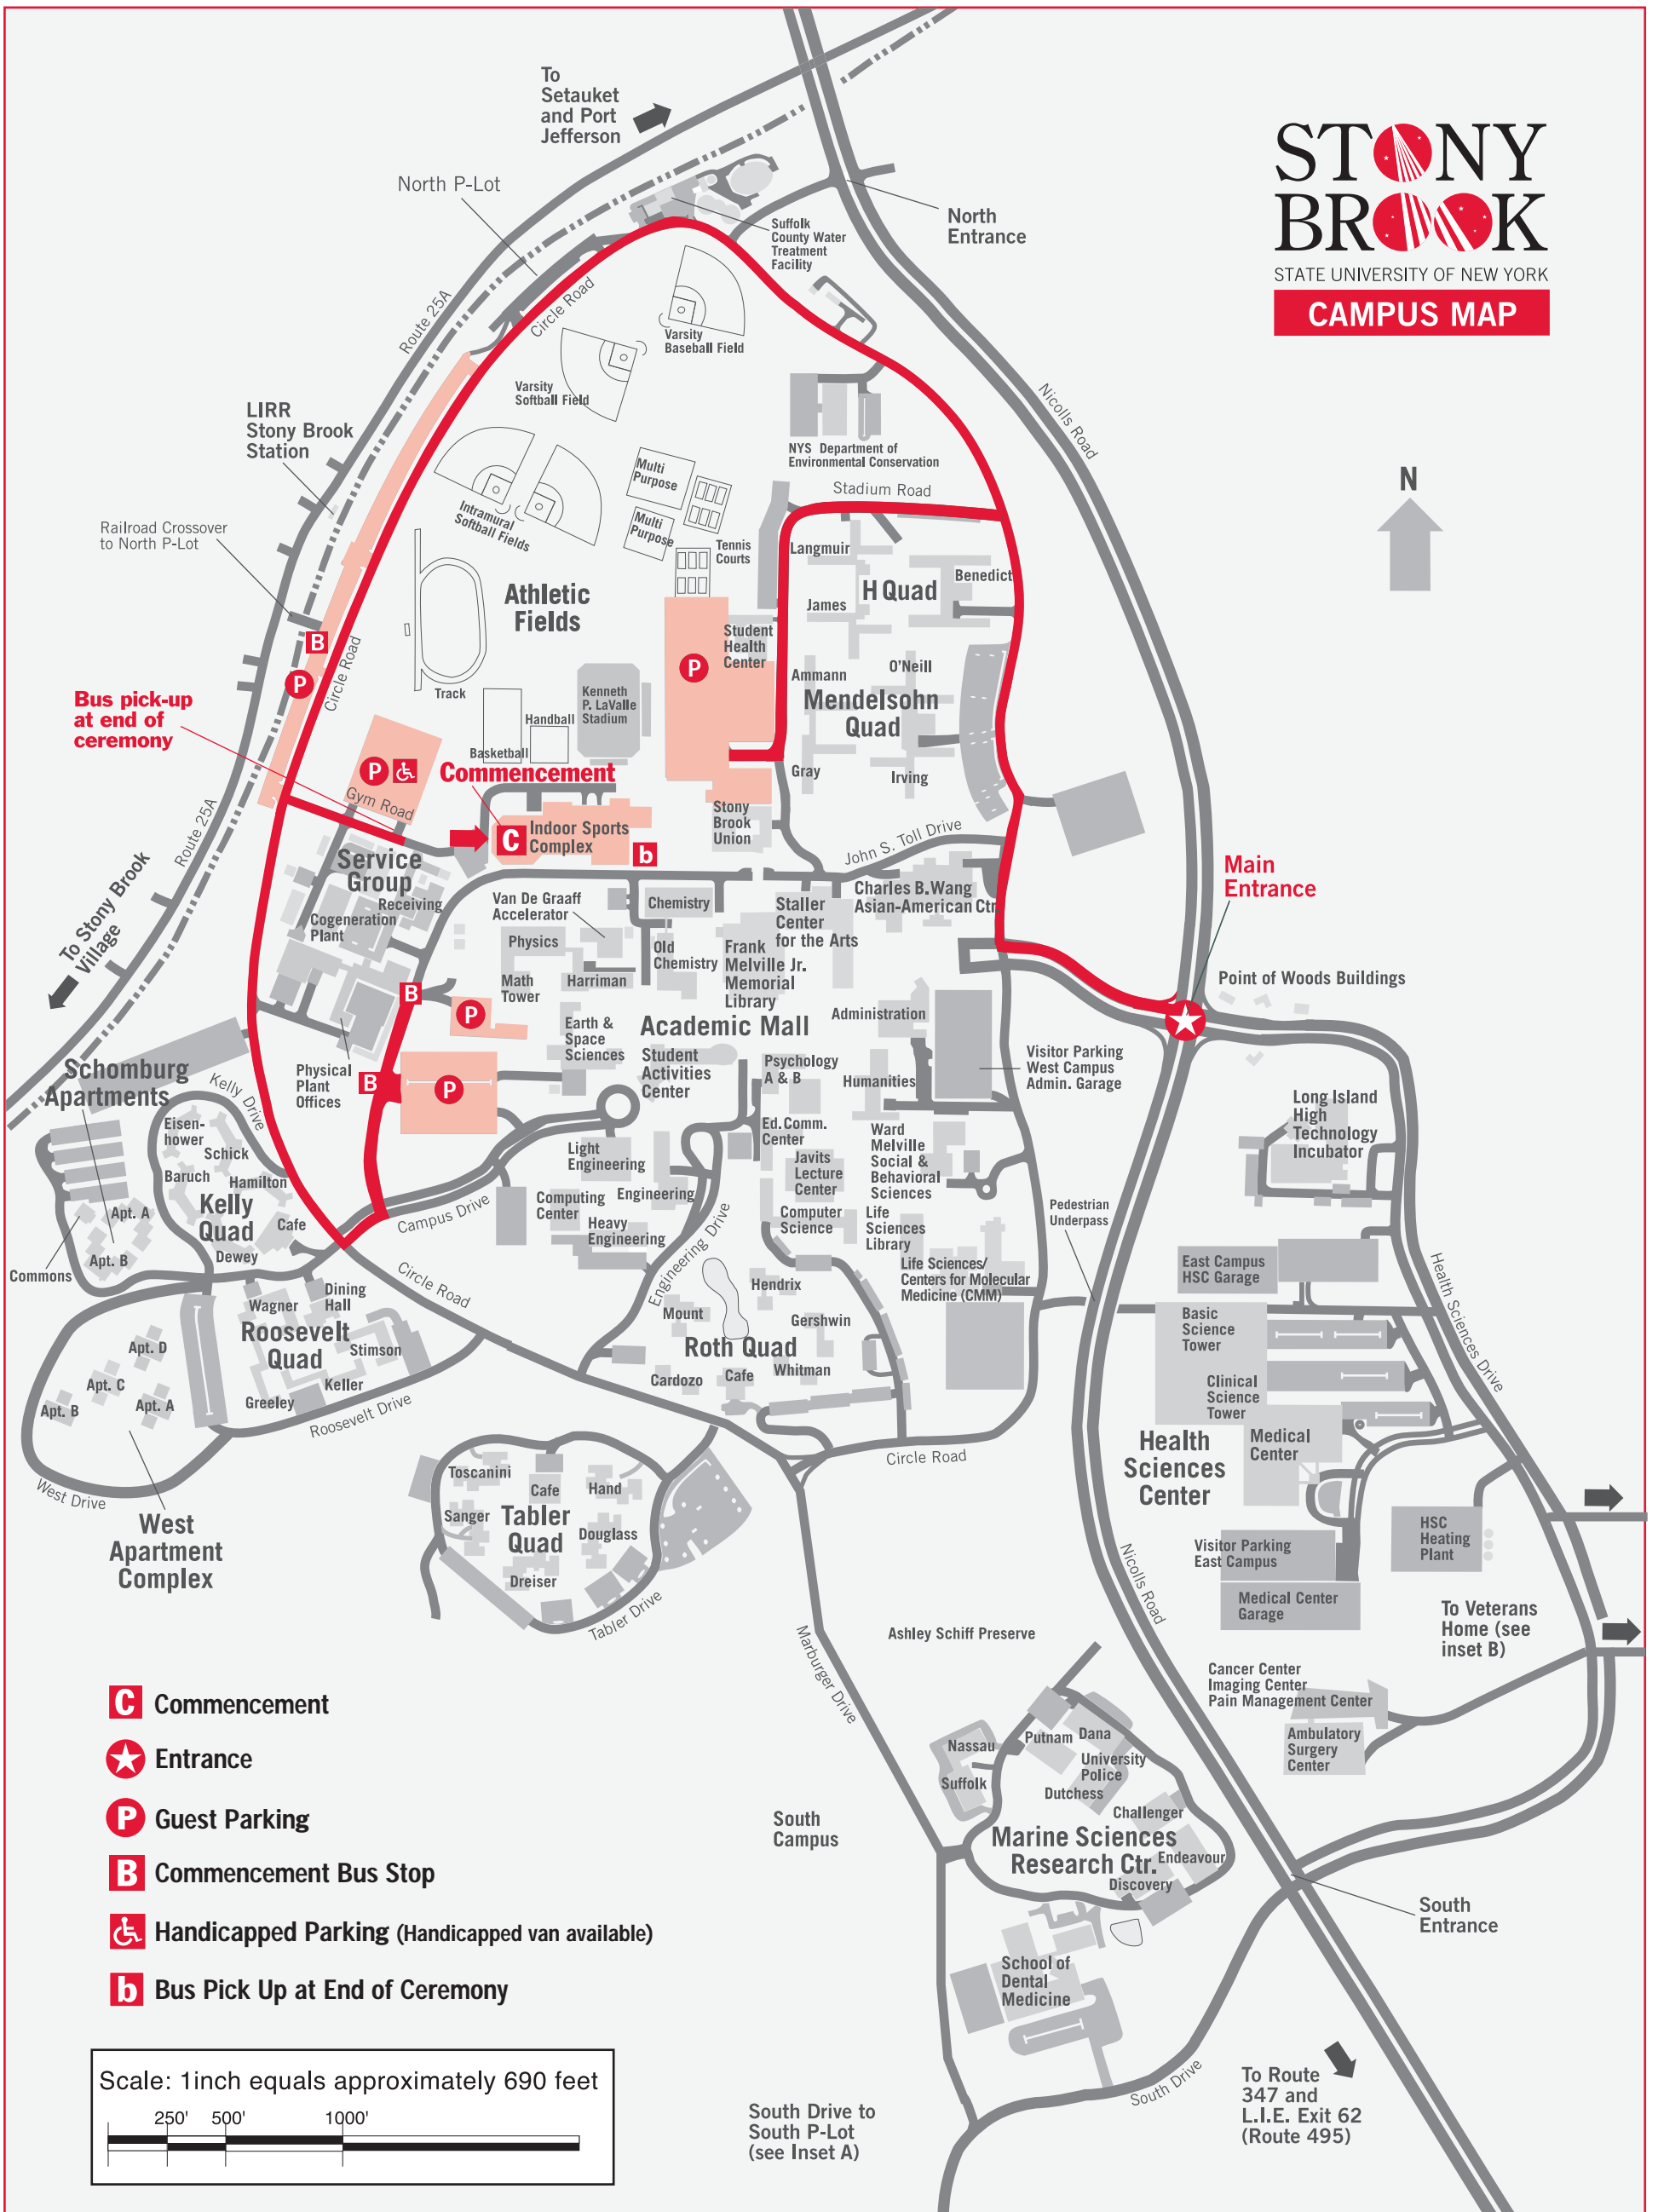 To
Setauket
and Port
Jefferson
STONY
BROOK
STATE UNIVERSITY OF NEW YORK
CAMPUS MAP
North P-Lot
North
Entrance
Suffolk
County Water
Treatment
Facility
Route 25A
Circle Road
Varsity
Baseball Field
Varsity
Softball Field
Nicolls Road
LIRR
Stony Brook
Station
NYS Department of
Environmental Conservation
Multi
Purpose
Stadium Road
N
Intramural
Softball Fields
Multi
Purpose
Railroad Crossover
to North P-Lot
Tennis
Courts
Langmuir
Benedict
H Quad
Athletic
Fields
James
B
Student
Health
Center
P
Circle Road
P
O'Neill
Ammann
Track
Kenneth
P. LaValle
Stadium
Mendelsohn
Quad
Bus pick-up
at end of
ceremony
Handball
Basketball
P
Commencement
Gray
Irving
Gym Road
Route 25A
Stony
Brook
Union
C
Indoor Sports
Complex
b
John S. Toll Drive
Service
Group
Main
Entrance
To Stony Brook
Village
Receiving
Cogeneration
Plant
Van De Graaff
Accelerator
Chemistry
Staller
Center
for the Arts
Charles B.Wang
Asian-American Ctr.
Physics
Old
Chemistry
Frank
Melville Jr.
Memorial
Library
Math
Tower
Harriman
Point of Woods Buildings
B
P
Earth &
Space
Sciences
Academic Mall
Administration
Student
Activities
Center
Psychology
A & B
Humanities
Visitor Parking
West Campus
Admin. Garage
Schomburg
Apartments
Kelly Drive
Physical
Plant
Offices
B
P
Eisen-
hower
Schick
Baruch
Hamilton
Kelly
Quad
Cafe
Dewey
Apt. A
Apt. B
Commons
Long Island
High
Technology
Incubator
Light
Engineering
Ed.Comm.
Center
Ward
Melville
Social &
Behavioral
Sciences
Javits
Lecture
Center
Computing
Center
Engineering
Campus Drive
Heavy
Engineering
Computer
Science
Life
Sciences
Library
Pedestrian
Underpass
Engineering Drive
Life Sciences/
Centers for Molecular
Medicine (CMM)
East Campus
HSC Garage
Health Sciences Drive
Circle Road
Hendrix
Mount
Gershwin
Roth Quad
Cardozo
Cafe
Whitman
Basic
Science
Tower
Clinical
Science
Tower
Medical
Center
Health
Sciences
Center
Wagner
Dining
Hall
Roosevelt
Quad
Stimson
Keller
Greeley
Roosevelt Drive
Apt. D
Apt. C
Apt. B
Apt. A
West Drive
West
Apartment
Complex
Circle Road
Toscanini
Cafe
Hand
Sanger
Tabler
Quad
Douglass
Dreiser
Tabler Drive
HSC
Heating
Plant
Visitor Parking
East Campus
Medical Center
Garage
Nicolls Road
To Veterans
Home (see
inset B)
Marburger Drive
Ashley Schiff Preserve
Cancer Center
Imaging Center
Pain Management Center
Ambulatory
Surgery
Center
Nassau
Putnam
Dana
University
Police
Suffolk
Dutchess
Challenger
Marine Sciences
Research Ctr.
Endeavour
Discovery
South
Campus
South
Entrance
School of
Dental
Medicine
South Drive
To Route
347 and
L.I.E. Exit 62
(Route 495)
South Drive to
South P-Lot
(see Inset A)
C Commencement
Entrance
P Guest Parking
B Commencement Bus Stop
Handicapped Parking (Handicapped van available)
b Bus Pick Up at End of Ceremony
Scale: 1inch equals approximately 690 feet
250' 500' 1000'